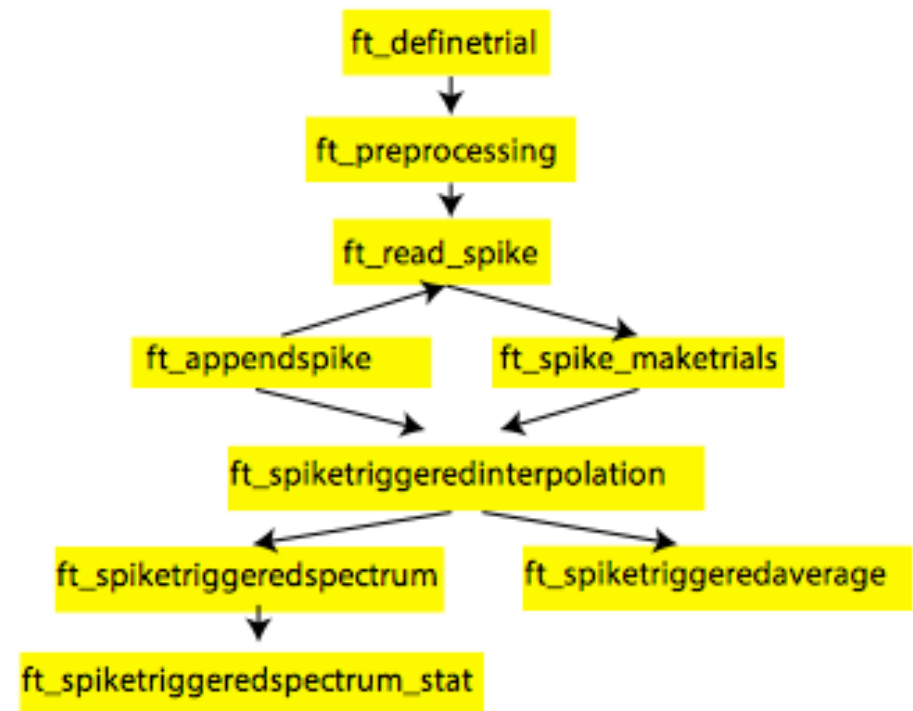 ft_definetrial
ft_preprocessing
ft_read_spike
ft_appendspike
ft_spike_maketrials
ft_spiketriggeredinterpolation
ft_spiketriggeredspectrum
ft_spiketriggeredaverage
ft_spiketriggeredspectrum_stat